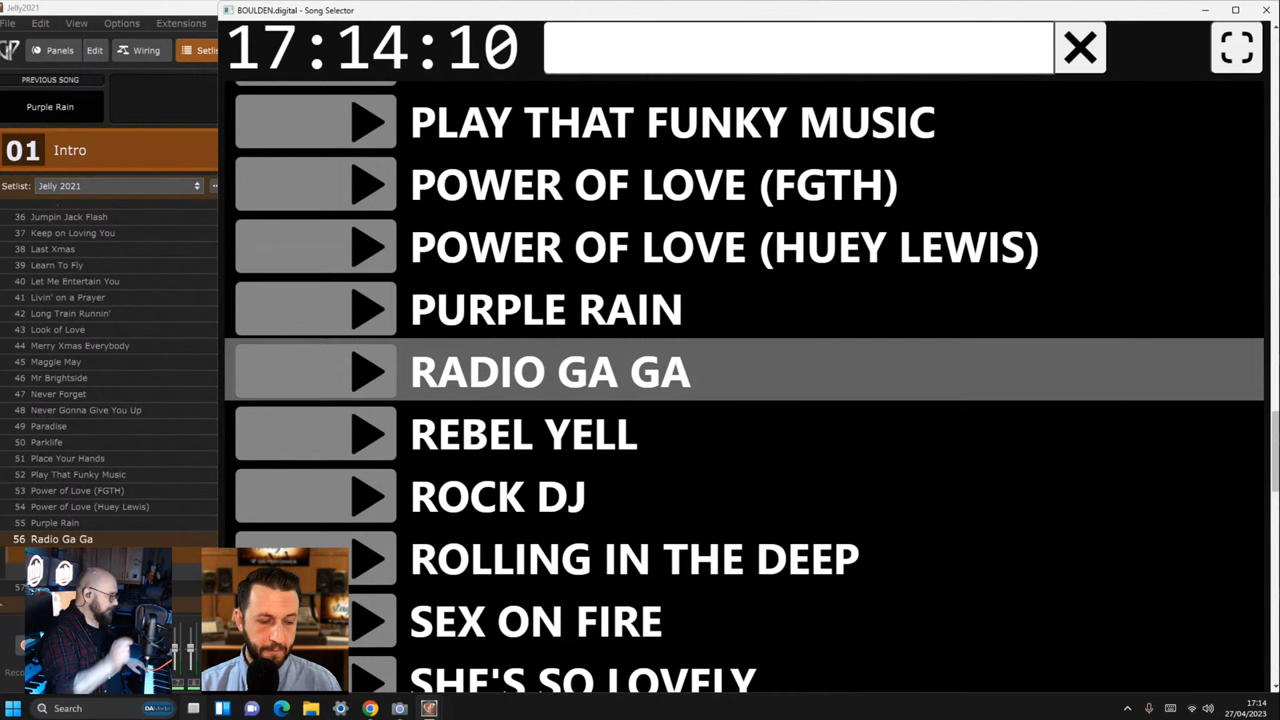 Jelly2021
BOULDEN.digital - Song Selector
File Edit View Options Extensions
17:14:10
GP Panels Edit Wiring Setlis
PREVIOUS SONG
Purple Rain
01 Intro
Setlist: Jelly 2021
36 Jumpin Jack Flash
37 Keep on Loving You
38 Last Xmas
39 Learn To Fly
40 Let Me Entertain You
41 Livin' on a Prayer
42 Long Train Runnin'
43 Look of Love
44 Merry Xmas Everybody
45 Maggie May
46 Mr Brightside
47 Never Forget
48 Never Gonna Give You Up
49 Paradise
50 Parklife
51 Place Your Hands
52 Play That Funky Music
53 Power of Love (FGTH)
54 Power of Love (Huey Lewis)
55 Purple Rain
56 Radio Ga Ga
57
Reco
PLAY THAT FUNKY MUSIC
POWER OF LOVE (FGTH)
POWER OF LOVE (HUEY LEWIS)
PURPLE RAIN
RADIO GA GA
REBEL YELL
ROCK DJ
ROLLING IN THE DEEP
SEX ON FIRE
SHE'S SO LOVELY
Search
17:14
27/04/2023